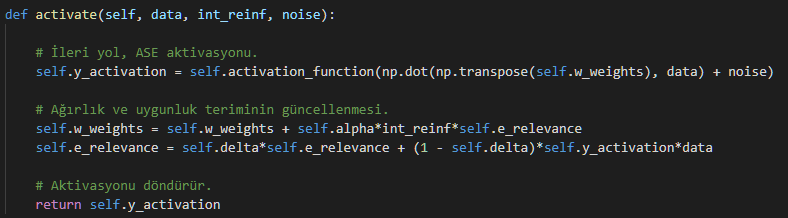 def activate(self, data, int_reinf, noise):
# İleri yol, ASE aktivasyonu.
self.y_activation = self.activation_function(np.dot(np.transpose(self.w_weights), data) + noise)
# Ağırlık ve uygunluk teriminin güncellenmesi.
self.w_weights = self.w_weights + self.alpha*int_reinf*self.e_relevance
self.e_relevance = self.delta*self.e_relevance + (1 - self.delta)*self.y_activation*data
# Aktivasyonu döndürür.
return self.y_activation